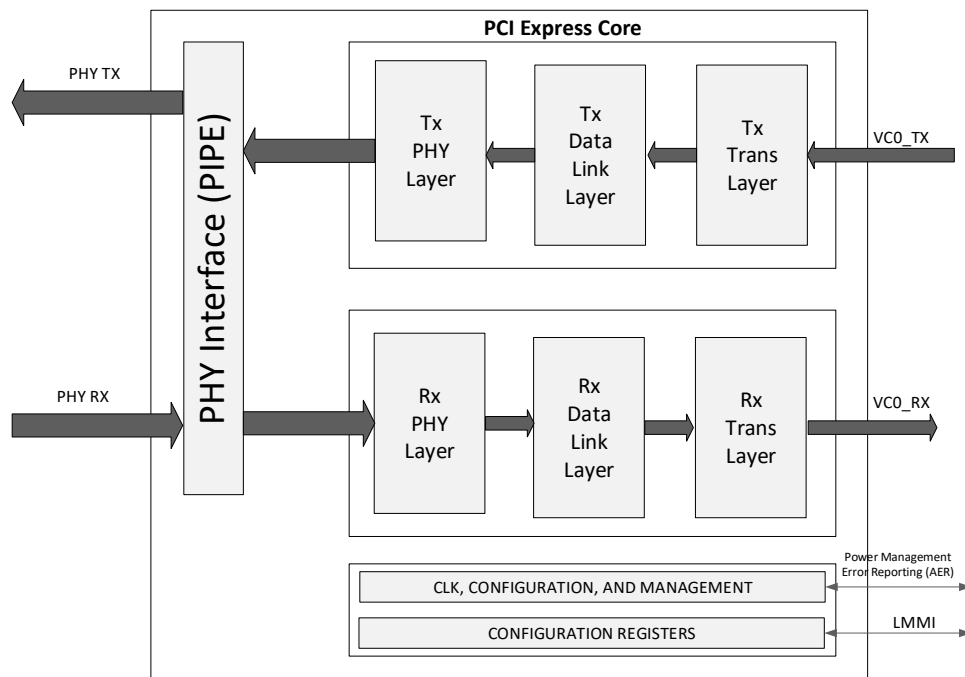 PCI Express Core
PHY TX
PHY Interface (PIPE)
Tx
PHY
Layer
Tx
Data
Link
Layer
Tx
Trans
Layer
VC0_TX
PHY RX
Rx
PHY
Layer
Rx
Data
Link
Layer
Rx
Trans
Layer
VC0_RX
Power Management
Error Reporting (AER)
CLK, CONFIGURATION, AND MANAGEMENT
CONFIGURATION REGISTERS
LMMI